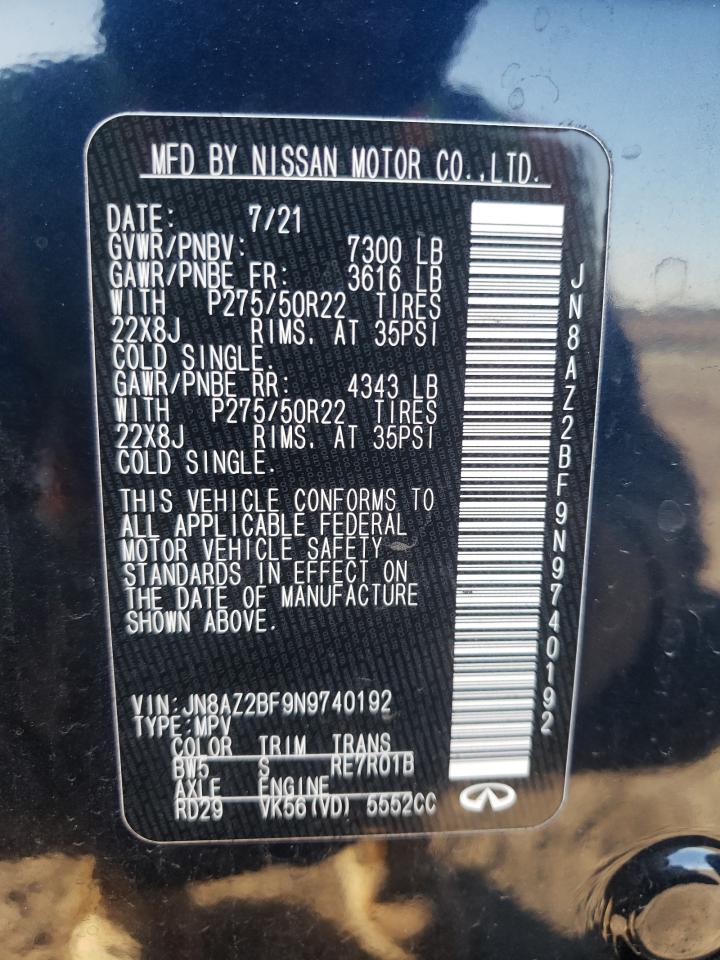 MFD BY NISSAN MOTOR CO.,LTD.
DATE: 7/21
GVWR/PNBV: 7300 LB
GAWR/PNBE FR: 3616 LB
WITH P275/50R22 TIRES
22X8J RIMS, AT 35PSI
COLD SINGLE.
GAWR/PNBE RR: 4343 LB
WITH P275/50R22 TIRES
22X8J RIMS, AT 35PSI
COLD SINGLE.
THIS VEHICLE CONFORMS TO
ALL APPLICABLE FEDERAL
MOTOR VEHICLE SAFETY
STANDARDS IN EFFECT ON
THE DATE OF MANUFACTURE
SHOWN ABOVE.
VIN:JN8AZ2BF9N9740192
TYPE:MPV
COLOR TRIM TRANS
BW5 S RE7R01B
AXLE ENGINE
RD29 VK56(VD) 5552CC
JN8AZ2BF9N9740192